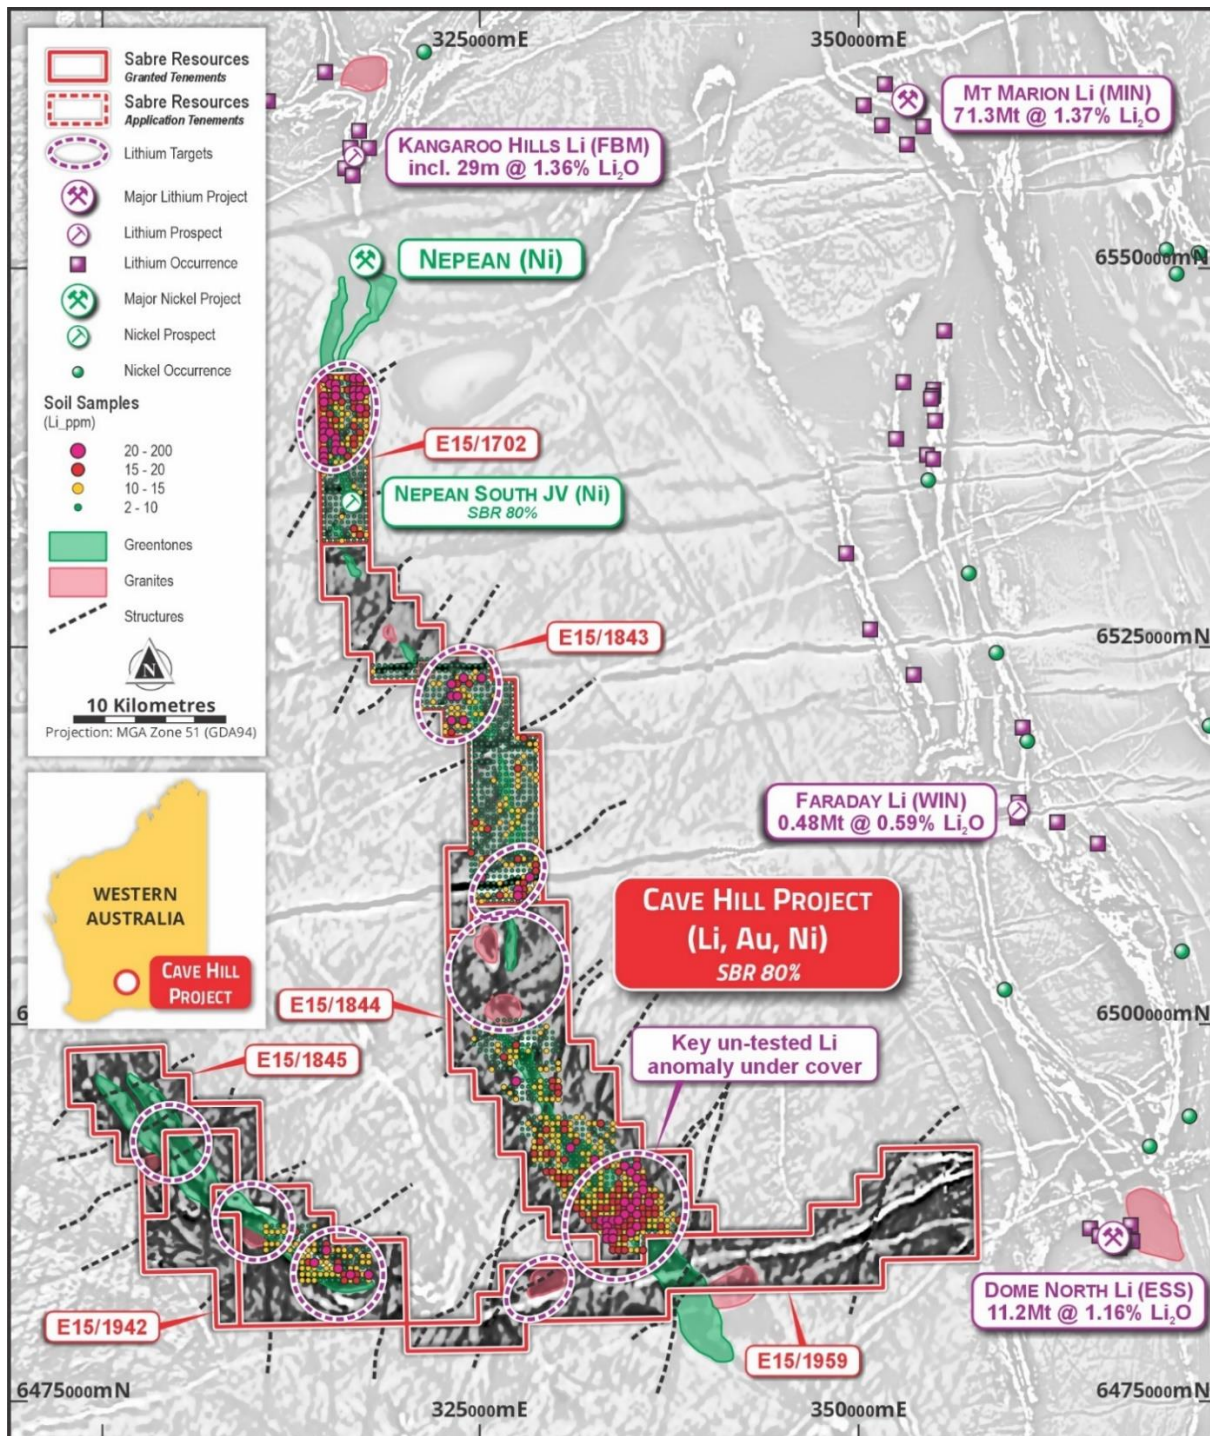 325000mE
350000mE
Sabre Resources
Granted Tenements
Sabre Resources
Application Tenements
Lithium Targets
Major Lithium Project
Lithium Prospect
Lithium Occurrence
Major Nickel Project
Nickel Prospect
Nickel Occurrence
Soil Samples
(Li_ppm)
20 - 200
15 - 20
10 - 15
2 - 10
Greentones
Granites
Structures
N
10 Kilometres
Projection: MGA Zone 51 (GDA94)
MT MARION LI (MIN)
71.3Mt @ 1.37% Li₂O
KANGAROO HILLS LI (FBM)
incl. 29m @ 1.36% Li₂O
NEPEAN (Ni)
6550000mN
E15/1702
NEPEAN SOUTH JV (Ni)
SBR 80%
E15/1843
6525000mN
FARADAY LI (WIN)
0.48Mt @ 0.59% Li₂O
WESTERN
AUSTRALIA
CAVE HILL
PROJECT
CAVE HILL PROJECT
(Li, Au, Ni)
SBR 80%
E15/1844
6
6500000mN
E15/1845
Key un-tested Li
anomaly under cover
DOME NORTH LI (ESS)
11.2Mt @ 1.16% Li₂O
E15/1942
E15/1959
6475000mN
325000mE
350000mE
6475000mN